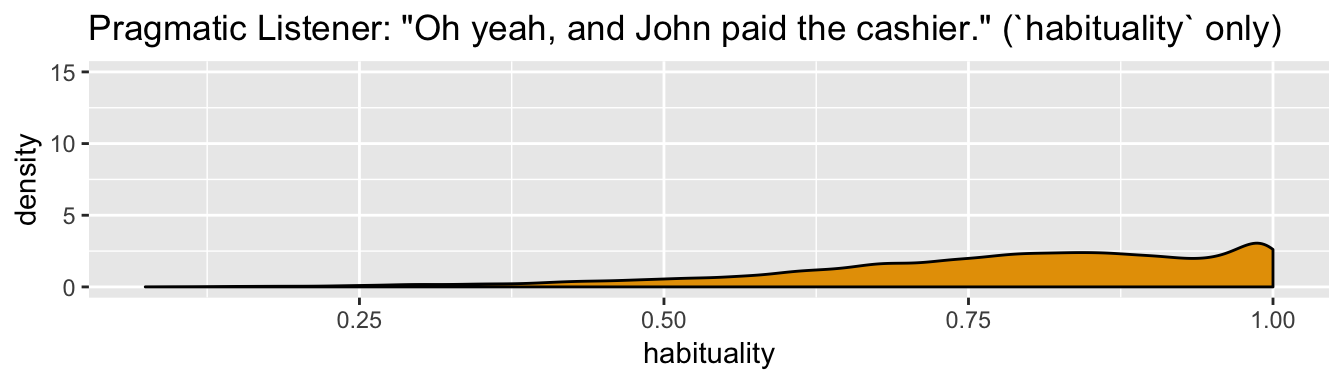 Pragmatic Listener: "Oh yeah, and John paid the cashier." (`habituality` only)
15
10
5
0
density
0.25 0.50 0.75 1.00
habituality